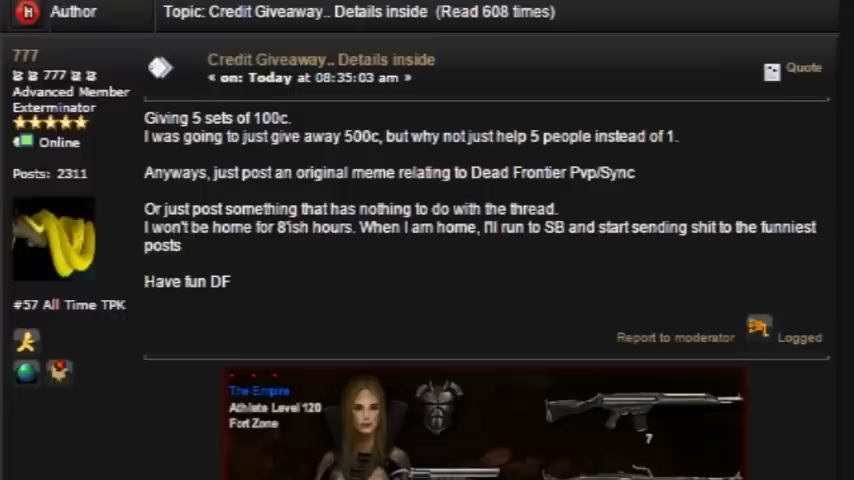 Author
Topic: Credit Giveaway.. Details inside (Read 608 times)
777
777
Advanced Member
Exterminator
Online
Posts: 2311
#57 All Time TPK
Credit Giveaway.. Details inside
« on: Today at 08:35:03 am »
Quote
Giving 5 sets of 100c.
I was going to just give away 500c, but why not just help 5 people instead of 1.
Anyways, just post an original meme relating to Dead Frontier Pvp/Sync
Or just post something that has nothing to do with the thread.
I won't be home for 8'ish hours. When I am home, I'll run to SB and start sending shit to the funniest
posts
Have fun DF
Report to moderator
Logged
The Empire
Athlete Level 120
Fort Zone
7